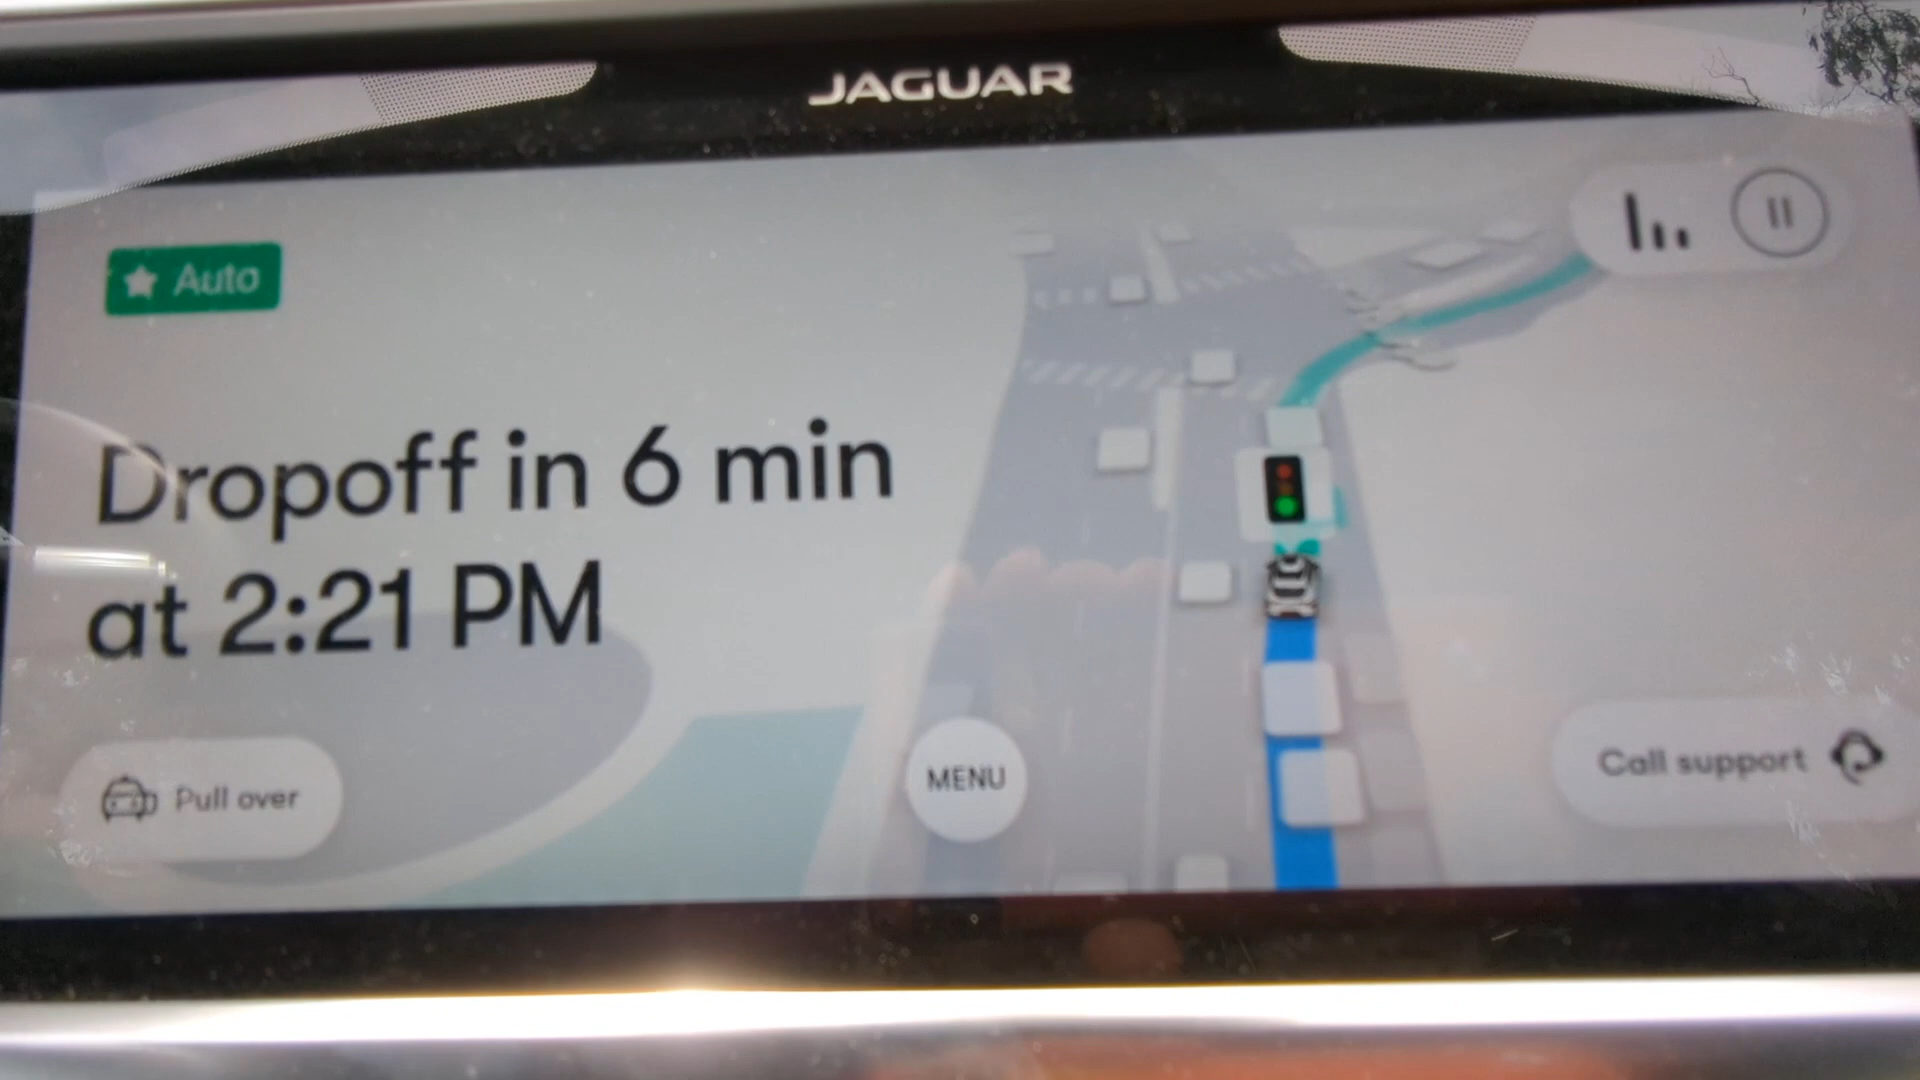 JAGUAR
Auto
Dropoff in 6 min
at 2:21 PM
Pull over
MENU
Call support